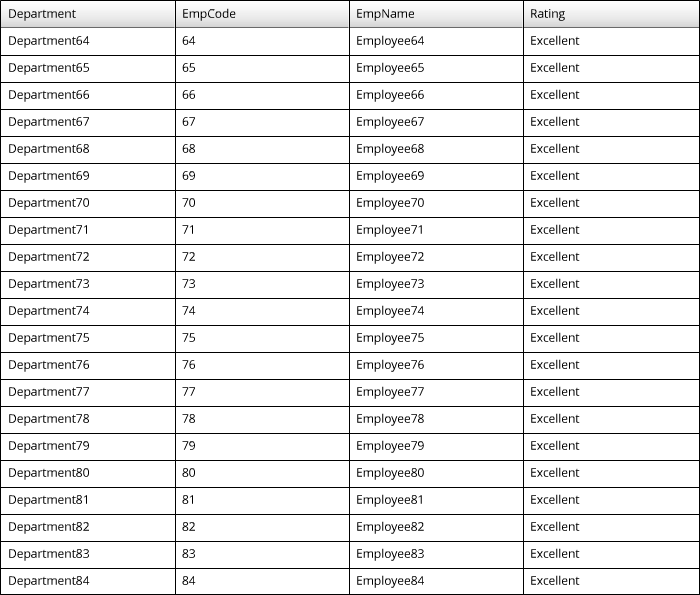 Department EmpCode EmpName Rating
Department64 64 Employee64 Excellent
Department65 65 Employee65 Excellent
Department66 66 Employee66 Excellent
Department67 67 Employee67 Excellent
Department68 68 Employee68 Excellent
Department69 69 Employee69 Excellent
Department70 70 Employee70 Excellent
Department71 71 Employee71 Excellent
Department72 72 Employee72 Excellent
Department73 73 Employee73 Excellent
Department74 74 Employee74 Excellent
Department75 75 Employee75 Excellent
Department76 76 Employee76 Excellent
Department77 77 Employee77 Excellent
Department78 78 Employee78 Excellent
Department79 79 Employee79 Excellent
Department80 80 Employee80 Excellent
Department81 81 Employee81 Excellent
Department82 82 Employee82 Excellent
Department83 83 Employee83 Excellent
Department84 84 Employee84 Excellent